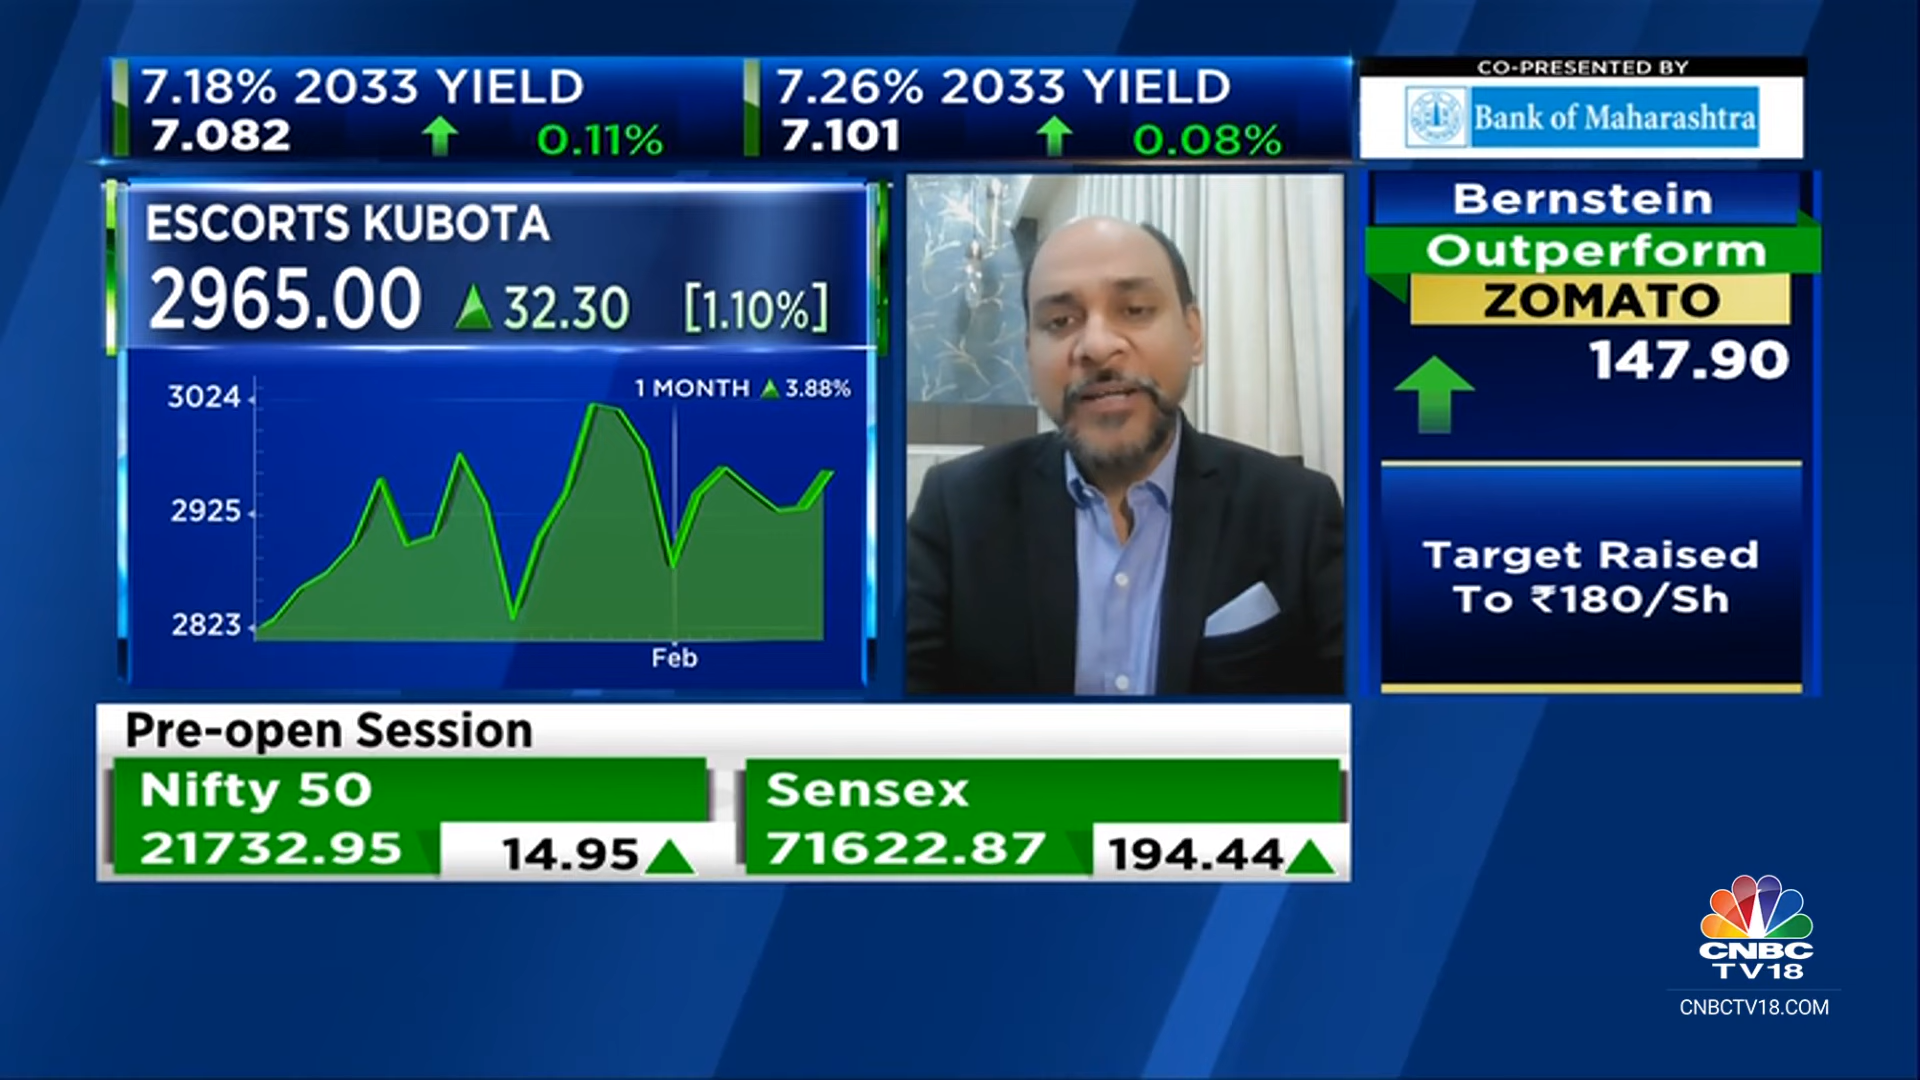 7.18% 2033 YIELD
7.082 0.11%
7.26% 2033 YIELD
7.101 0.08%
CO-PRESENTED BY
Bank of Maharashtra
ESCORTS KUBOTA
2965.00 ▲ 32.30 [1.10%]
1 MONTH ▲ 3.88%
3024
2925
2823
Feb
Bernstein
Outperform
ZOMATO
147.90
Target Raised
To ₹180/Sh
Pre-open Session
Nifty 50
21732.95 14.95 ▲
Sensex
71622.87 194.44 ▲
CNBC
TV18
CNBCTV18.COM